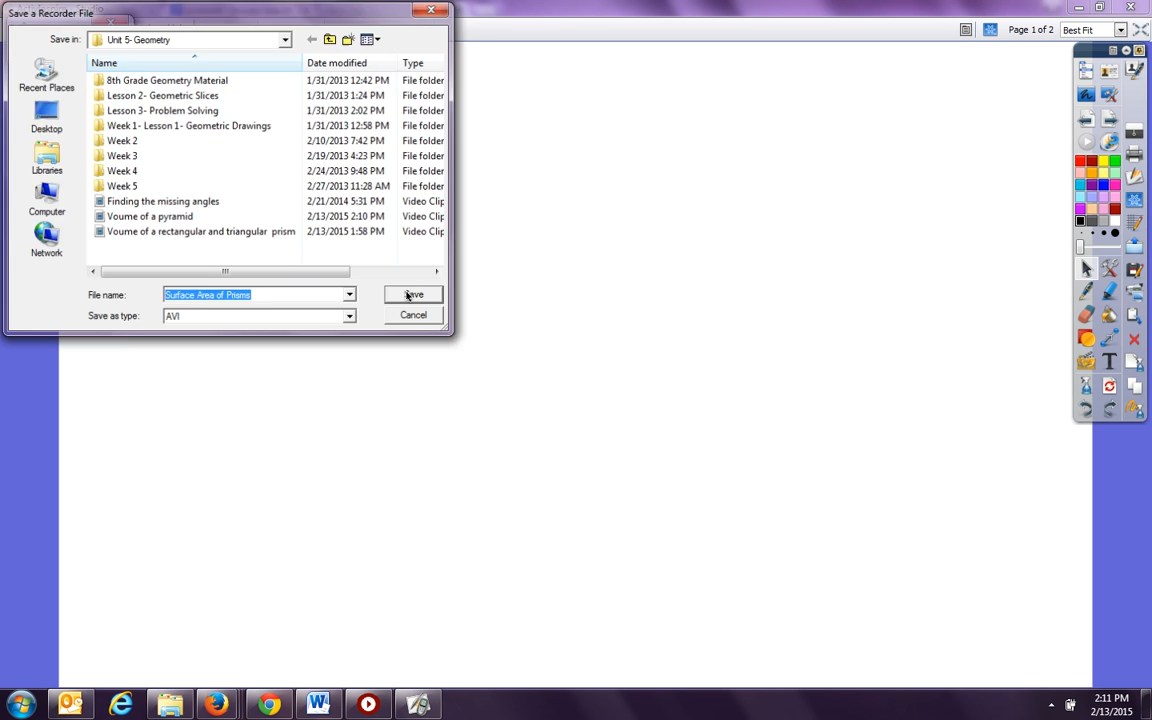 Save a Recorder File
Page 1 of 2 Best Fit
Save in: Unit 5- Geometry
Name Date modified Type
8th Grade Geometry Material 1/31/2013 12:42 PM File folder
Lesson 2- Geometric Slices 1/31/2013 1:24 PM File folder
Lesson 3- Problem Solving 1/31/2013 2:02 PM File folder
Week 1- Lesson 1- Geometric Drawings 1/31/2013 12:58 PM File folder
Week 2 2/10/2013 7:42 PM File folder
Week 3 2/19/2013 4:23 PM File folder
Week 4 2/24/2013 9:48 PM File folder
Week 5 2/27/2013 11:28 AM File folder
Finding the missing angles 2/21/2014 5:31 PM Video Clip
Voume of a pyramid 2/13/2015 2:10 PM Video Clip
Voume of a rectangular and triangular prism 2/13/2015 1:58 PM Video Clip
Recent Places
Desktop
Libraries
Computer
Network
File name: Surface Area of Prisms Save
Save as type: AVI Cancel
2:11 PM
2/13/2015